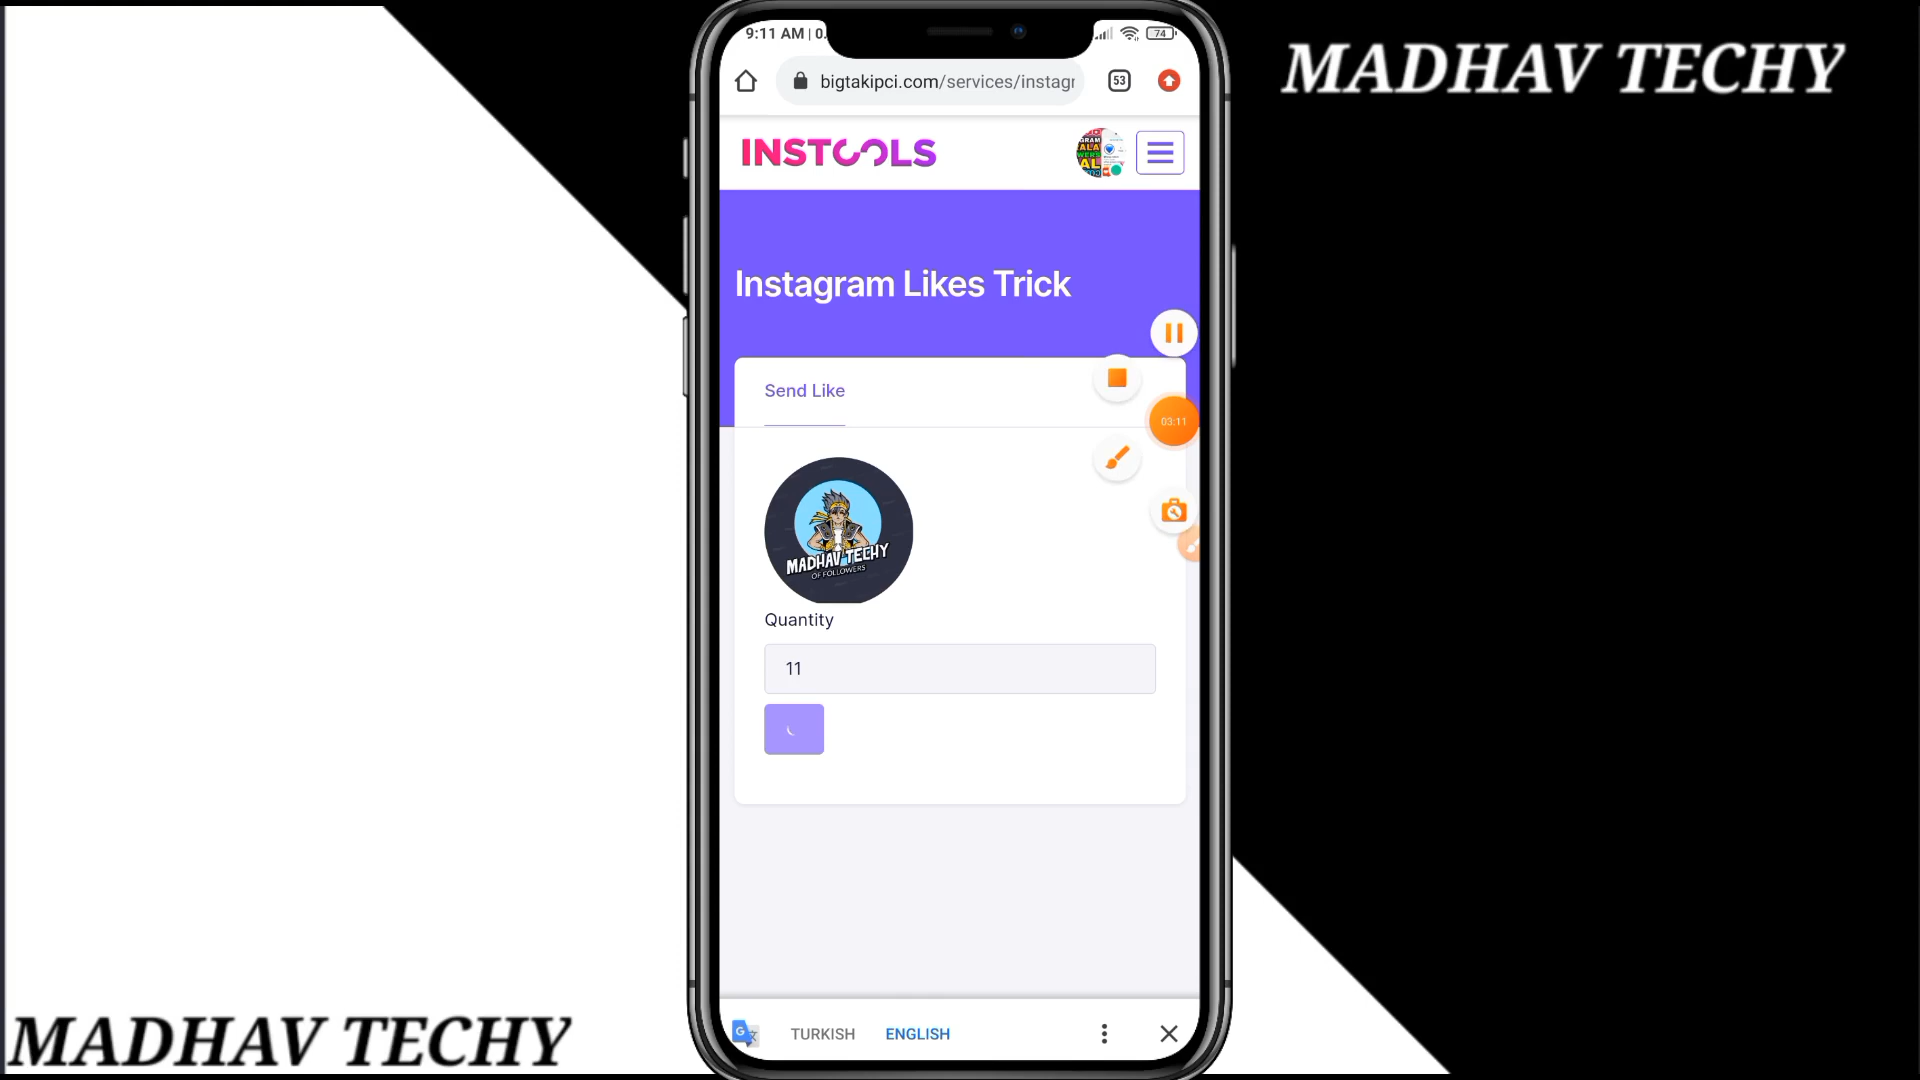 MADHAV TECHY
9:11 AM | 0.
74
bigtakipci.com/services/instagr
53
INSTOOLS
Instagram Likes Trick
Send Like
03:11
MADHAV TECHY
OF FOLLOWERS
Quantity
11
TURKISH
ENGLISH
MADHAV TECHY